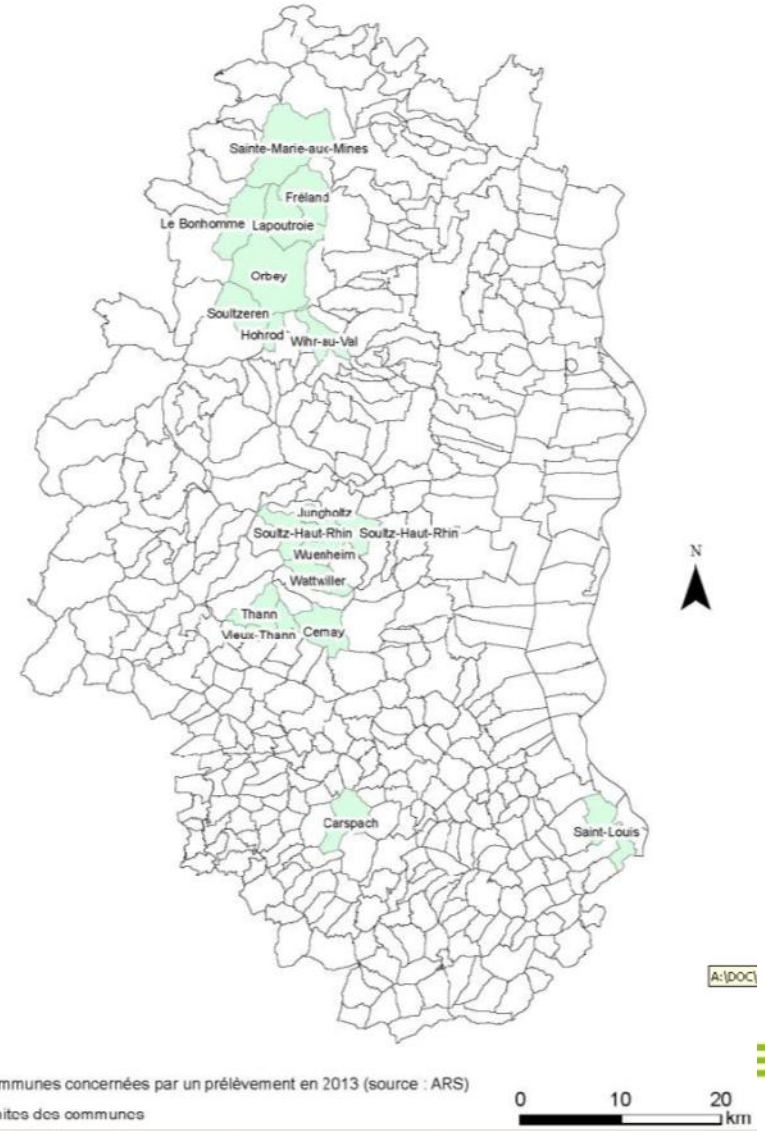 Sainte-Marie-aux-Mines
Fréland
Le Bonhomme Lapoutroie
Orbey
Soultzeren
Hohrod
Wihr-au-Val
Jungholtz
Soultz-Haut-Rhin Soultz-Haut-Rhin
Wuenheim
Wattwiller
Thann
Vieux-Thann Cernay
N
Carspach
Saint-Louis
A:\DOC\
mmunes concernées par un prélèvement en 2013 (source : ARS)
ites des communes
0 10 20
km